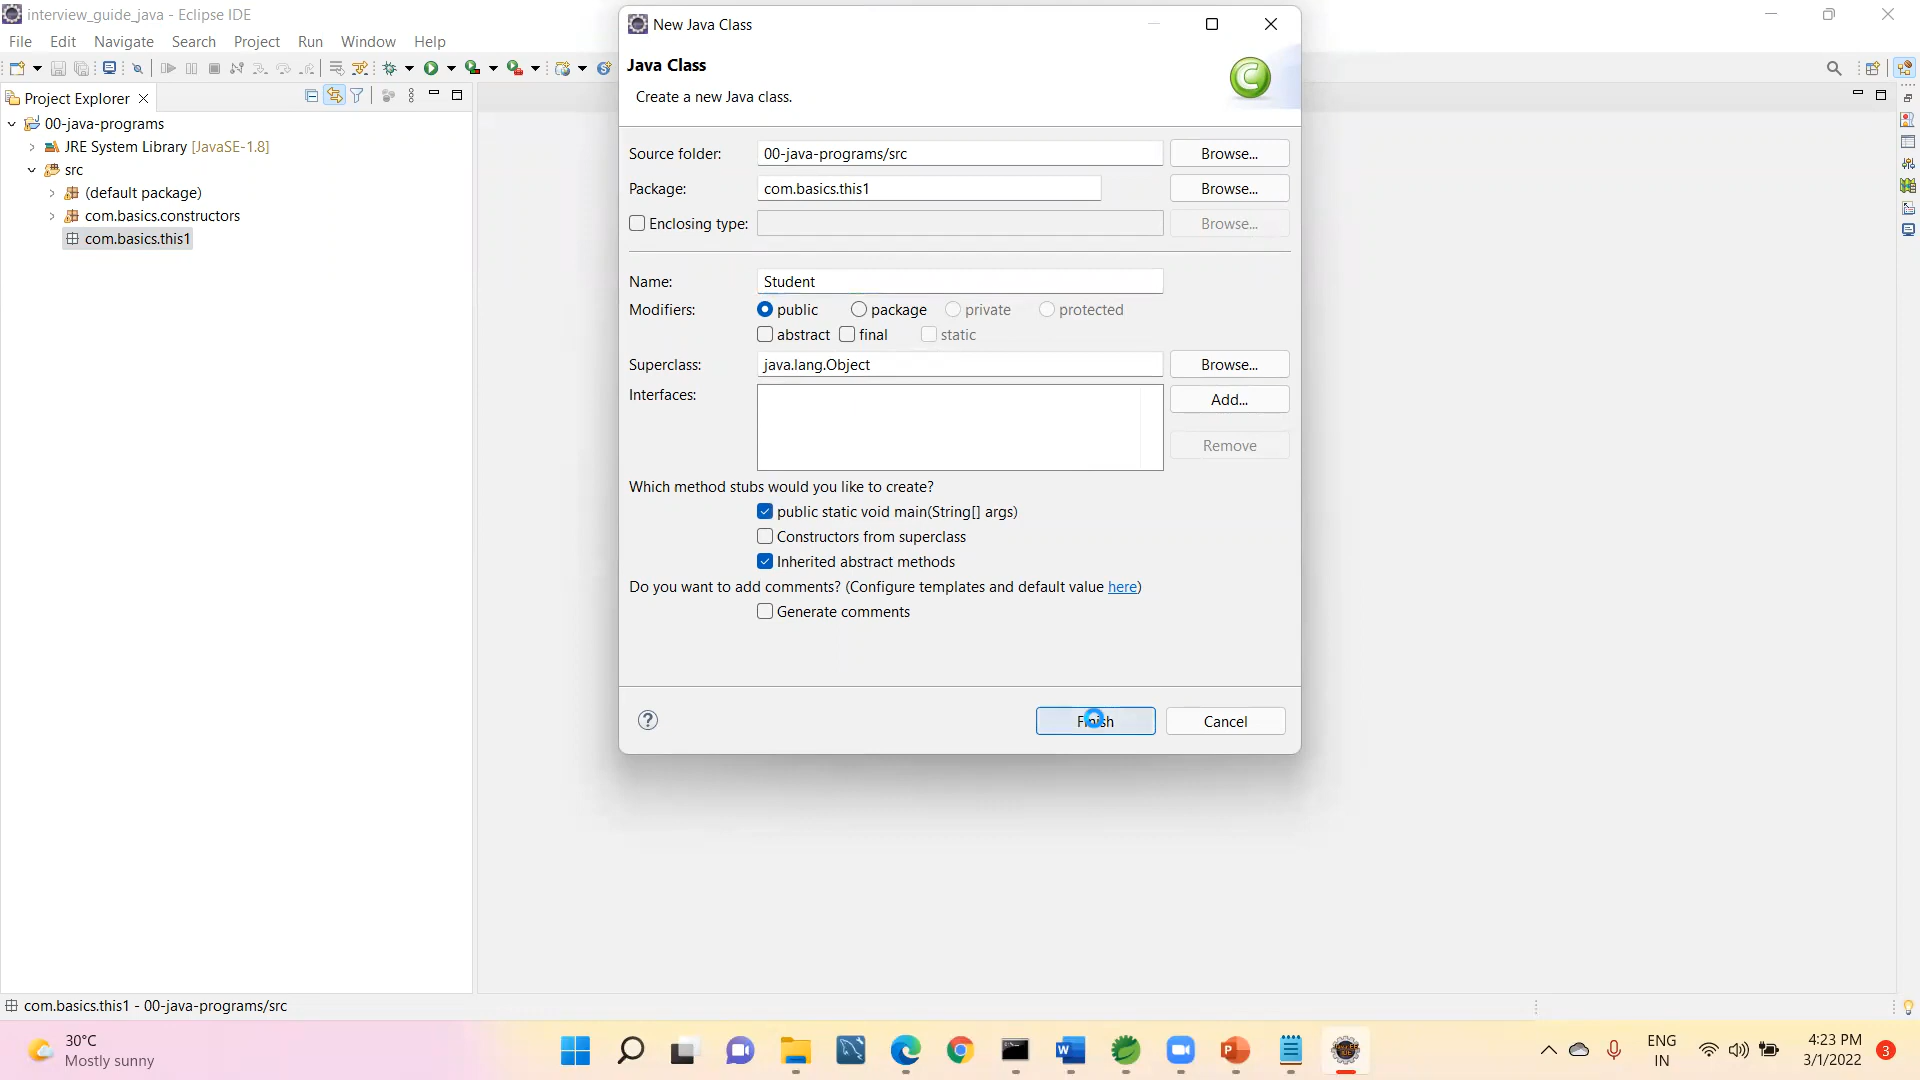 interview_guide_java - Eclipse IDE
File Edit Navigate Search Project Run Window Help
Project Explorer
00-java-programs
JRE System Library [JavaSE-1.8]
src
(default package)
com.basics.constructors
com.basics.this1
New Java Class
Java Class
Create a new Java class.
Source folder: 00-java-programs/src Browse...
Package: com.basics.this1 Browse...
Enclosing type: Browse...
Name: Student
Modifiers: public package private protected
abstract final static
Superclass: java.lang.Object Browse...
Interfaces: Add...
Remove
Which method stubs would you like to create?
public static void main(String[] args)
Constructors from superclass
Inherited abstract methods
Do you want to add comments? (Configure templates and default value here)
Generate comments
Finish Cancel
com.basics.this1 - 00-java-programs/src
30°C
Mostly sunny
ENG
IN
4:23 PM
3/1/2022
3